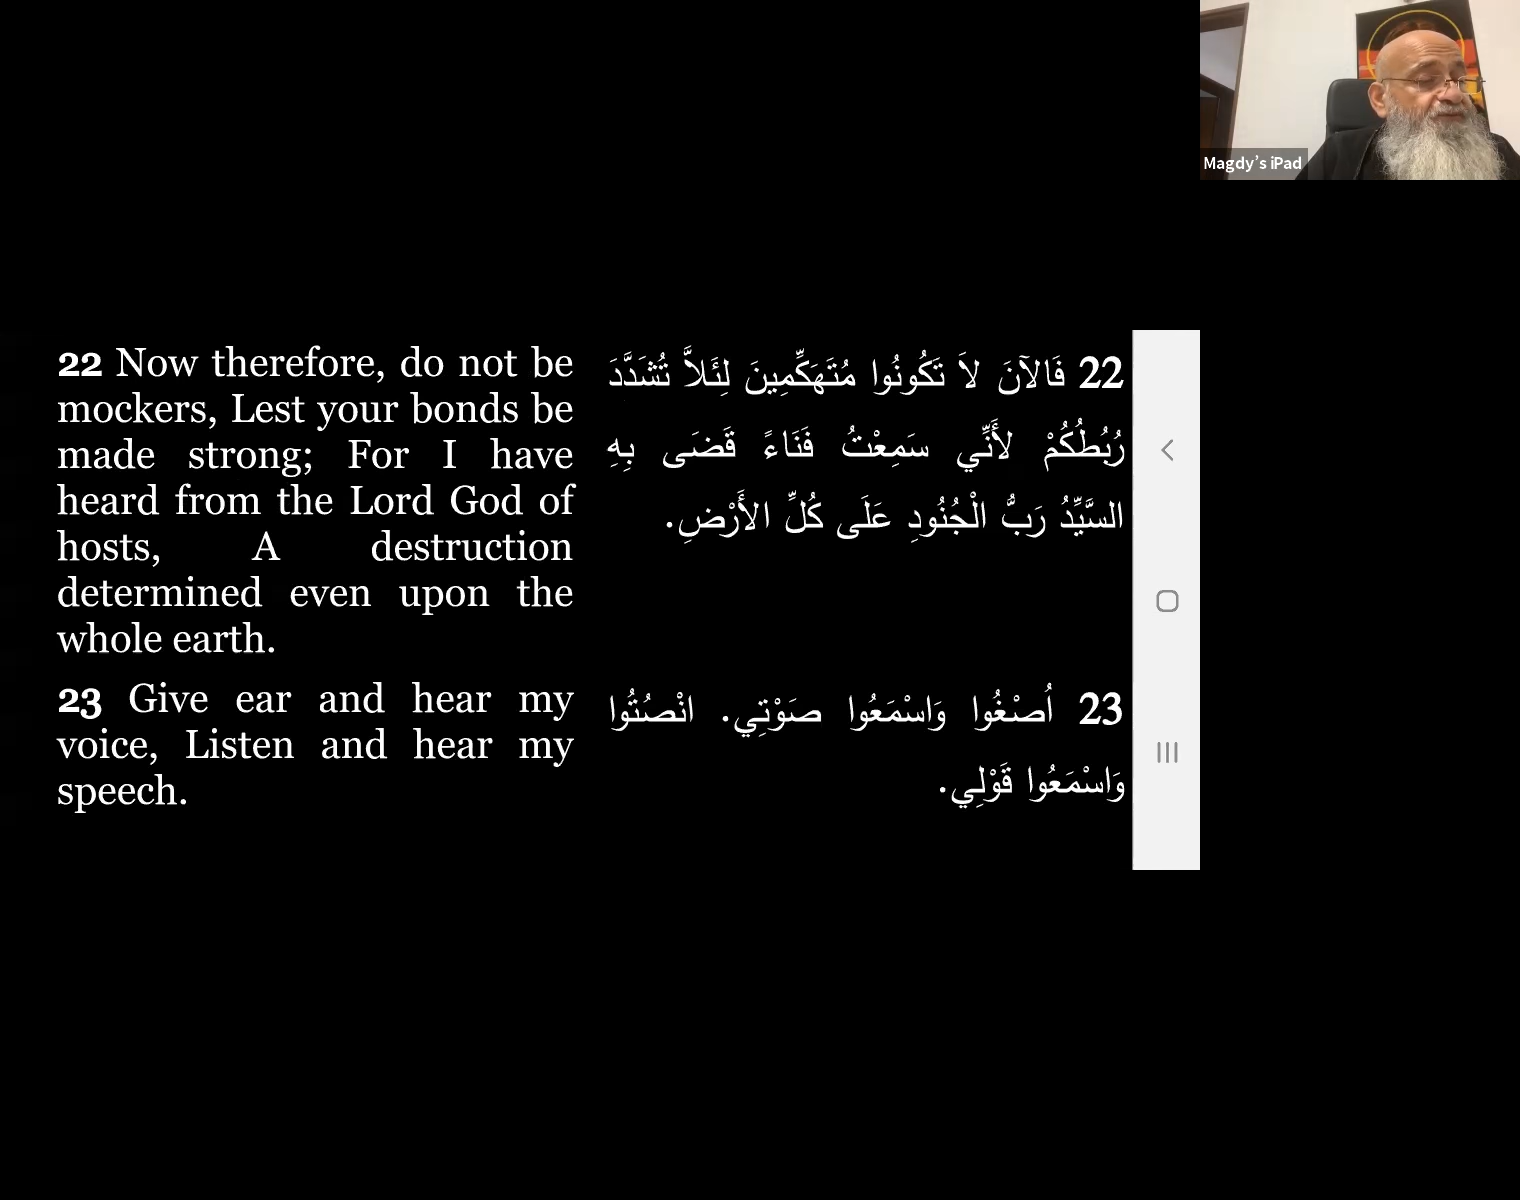 Magdy’s iPad
22 Now therefore, do not be
mockers, Lest your bonds be
made strong; For I have
heard from the Lord God of
hosts, A destruction
determined even upon the
whole earth.
23 Give ear and hear my
voice, Listen and hear my
speech.
22 فَالآنَ لاَ تَكُونُوا مُتَهَكِّمِينَ لِئَلاَّ تُشَدَّدَ
رُبُطُكُمْ لأَنِّي سَمِعْتُ فَنَاءً قَضَى بِهِ
السَّيِّدُ رَبُّ الْجُنُودِ عَلَى كُلِّ الأَرْضِ.
23 اُصْغُوا وَاسْمَعُوا صَوْتِي. انْصُتُوا
وَاسْمَعُوا قَوْلِي.